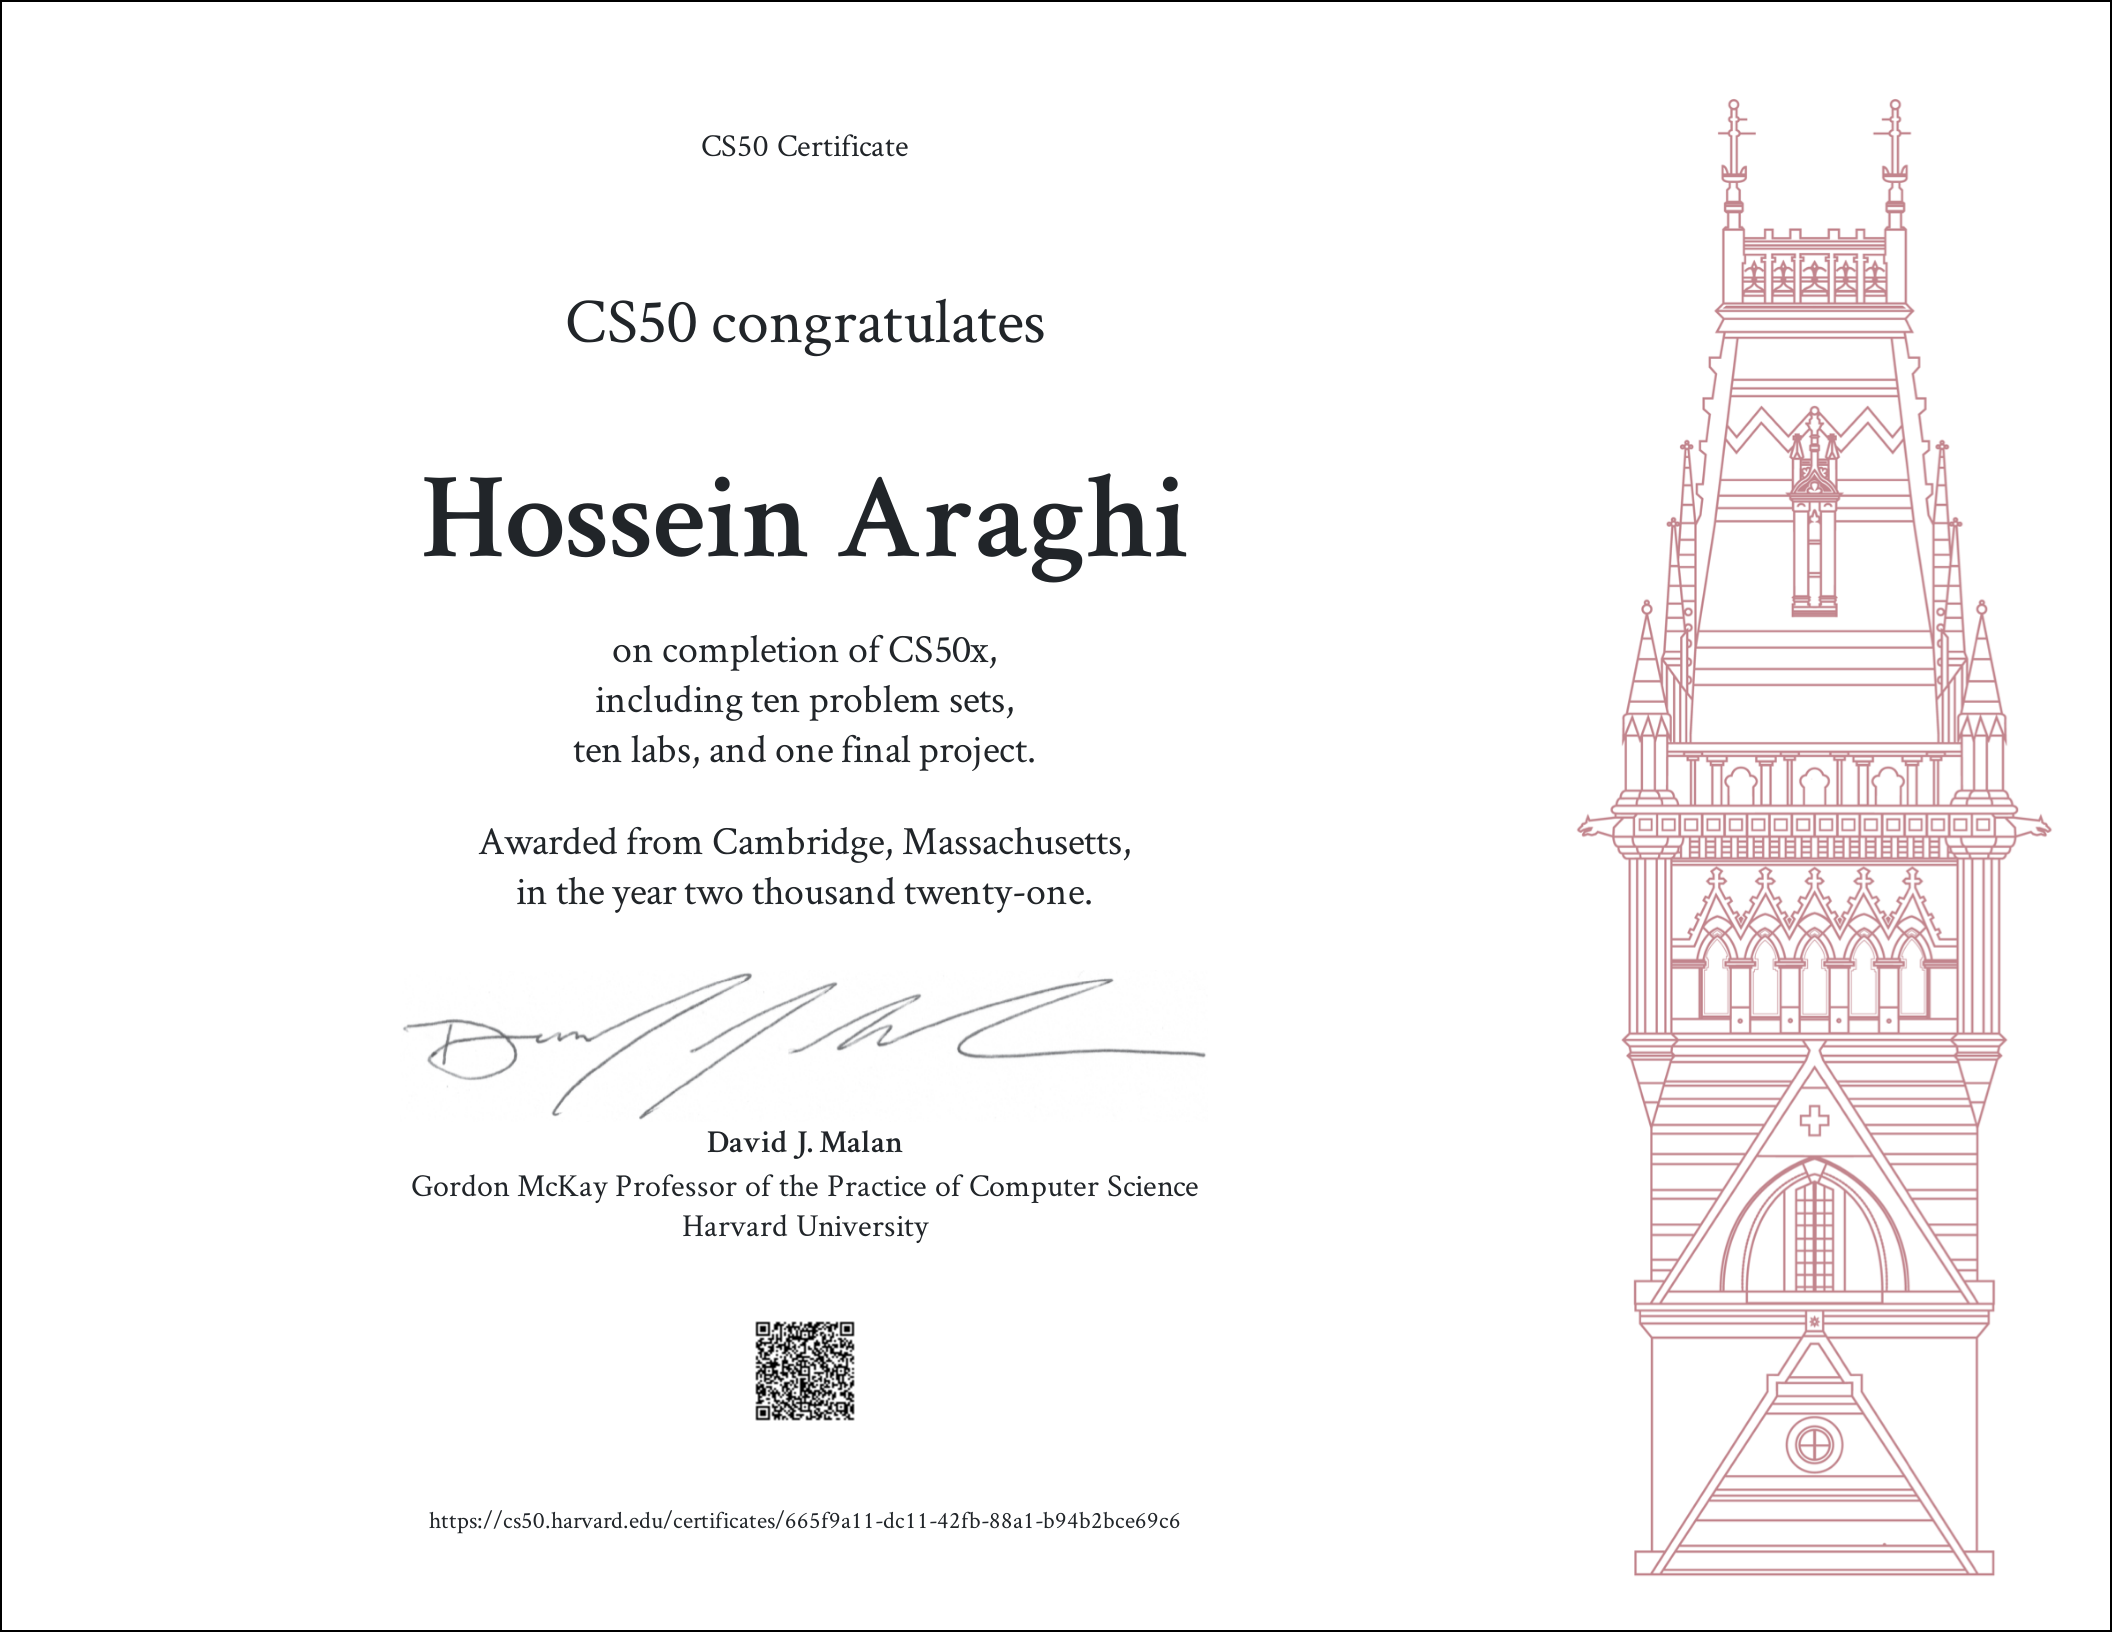 CS50 Certificate
CS50 congratulates
Hossein Araghi
on completion of CS50x,
including ten problem sets,
ten labs, and one final project.
Awarded from Cambridge, Massachusetts,
in the year two thousand twenty-one.
David J. Malan
Gordon McKay Professor of the Practice of Computer Science
Harvard University
https://cs50.harvard.edu/certificates/665f9a11-dc11-42fb-88a1-b94b2bce69c6